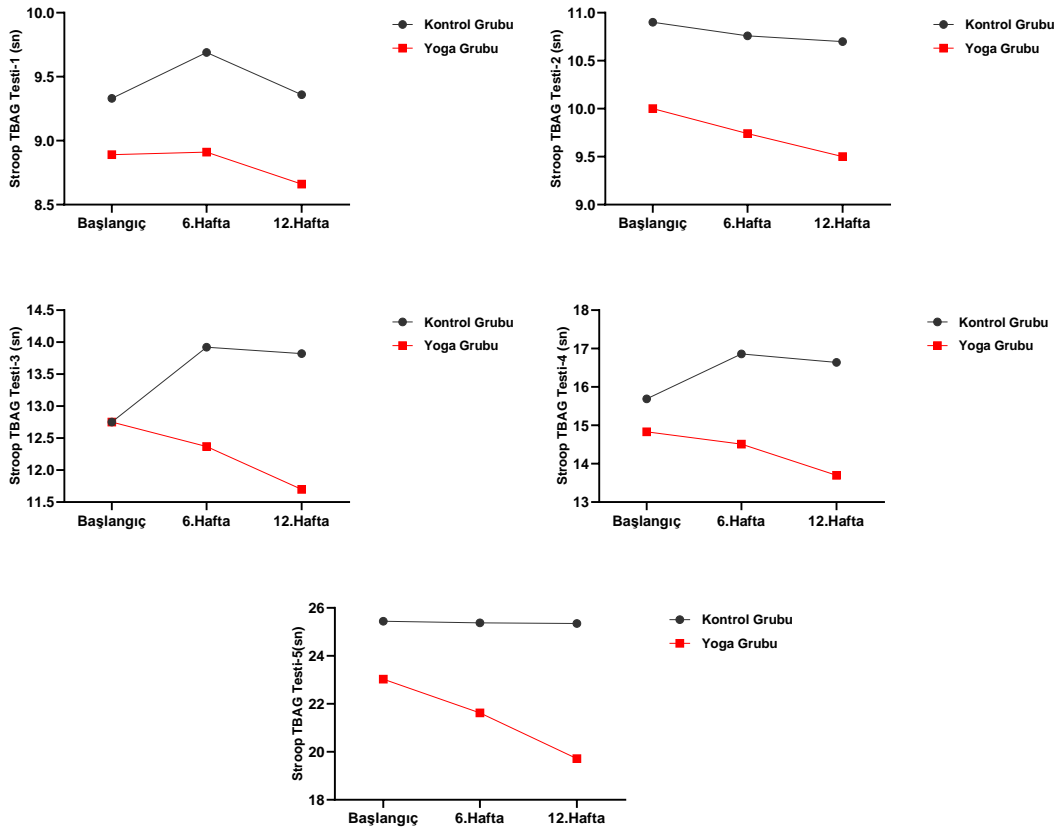 Stroop TBAG Testi-1 (sn)
10.0
9.5
9.0
8.5
Başlangıç 6.Hafta 12.Hafta
Kontrol Grubu
Yoga Grubu
Stroop TBAG Testi-2 (sn)
11.0
10.5
10.0
9.5
9.0
Başlangıç 6.Hafta 12.Hafta
Kontrol Grubu
Yoga Grubu
Stroop TBAG Testi-3 (sn)
14.5
14.0
13.5
13.0
12.5
12.0
11.5
Başlangıç 6.Hafta 12.Hafta
Kontrol Grubu
Yoga Grubu
Stroop TBAG Testi-4 (sn)
18
17
16
15
14
13
Başlangıç 6.Hafta 12.Hafta
Kontrol Grubu
Yoga Grubu
Stroop TBAG Testi-5(sn)
26
24
22
20
18
Başlangıç 6.Hafta 12.Hafta
Kontrol Grubu
Yoga Grubu